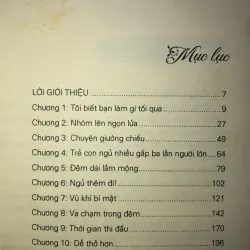 Mục lục
LỜI GIỚI THIỆU 7
Chương 1: Tôi biết bạn làm gì tối qua 9
Chương 2: Nhóm lên ngọn lửa 27
Chương 3: Chuyện giường chiếu 49
Chương 4: Trẻ con ngủ nhiều gấp ba lần người lớn 64
Chương 5: Đêm dài lắm mộng 79
Chương 6: Ngủ thêm đi! 102
Chương 7: Vũ khí bí mật 121
Chương 8: Va chạm trong đêm 142
Chương 9: Thời gian thi đấu 170
Chương 10: Dễ thở hơn 196